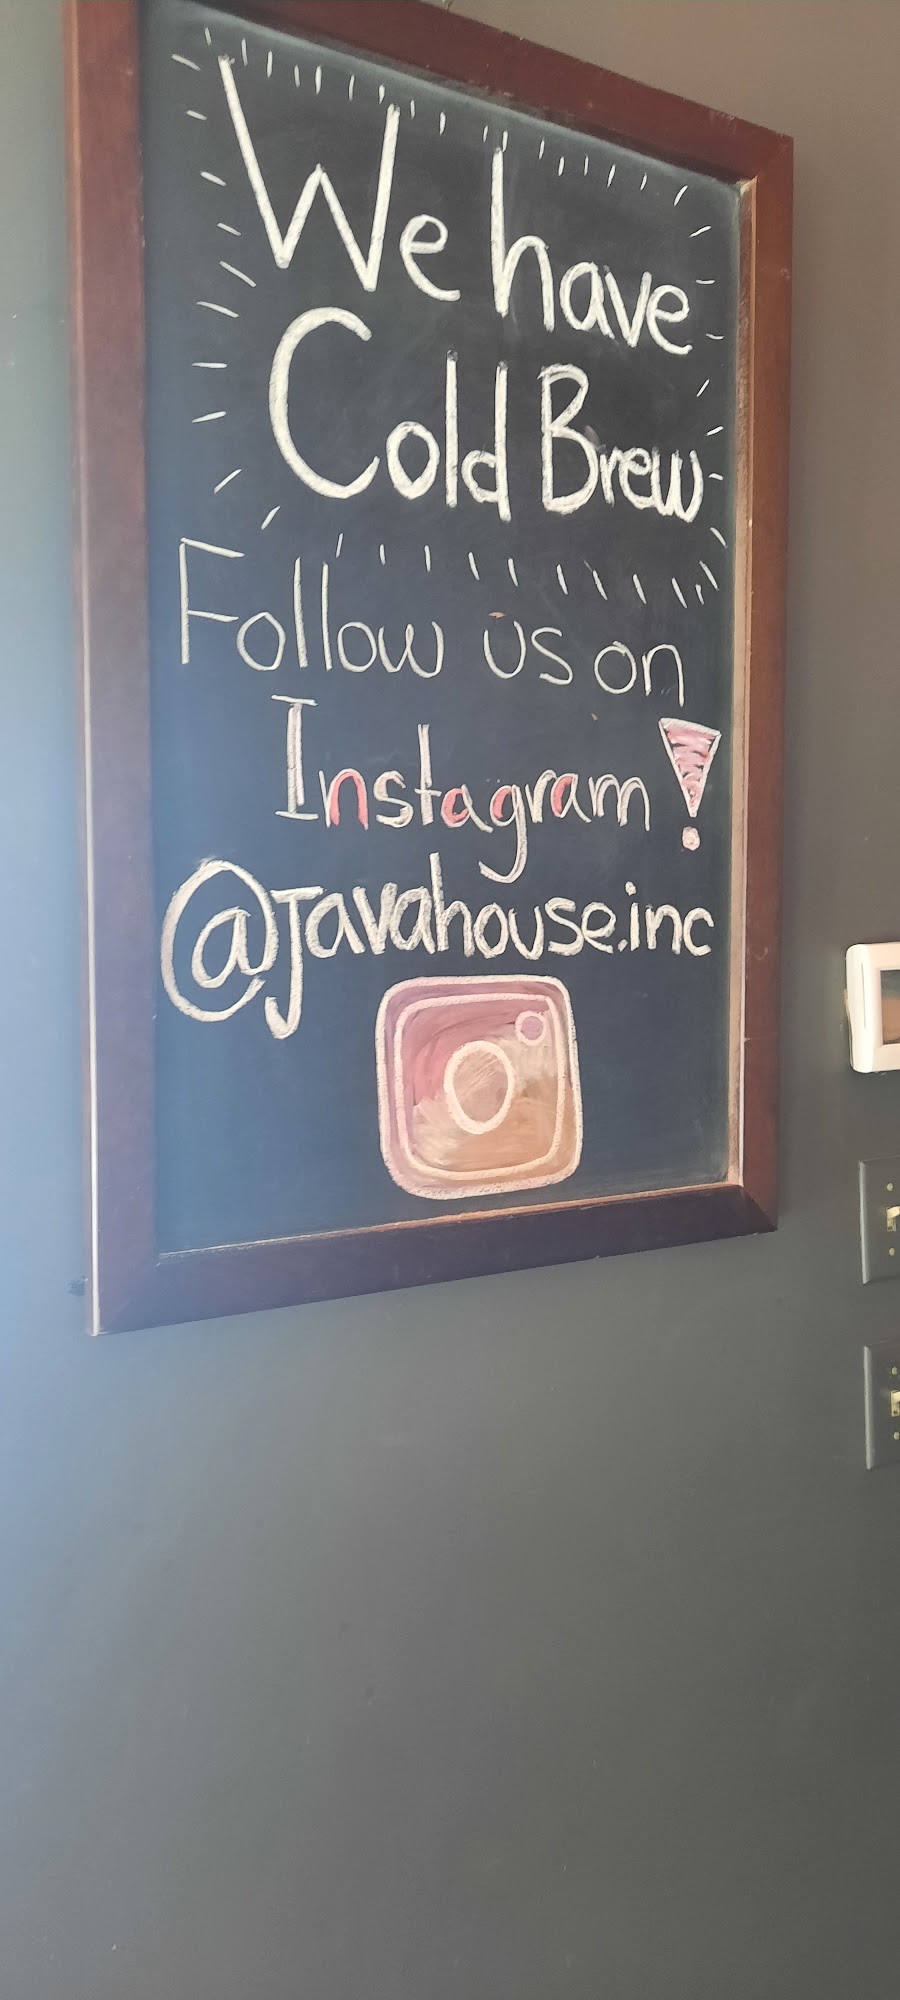 We have
Cold Brew
Follow us on
Instagram!
@javahouse.inc